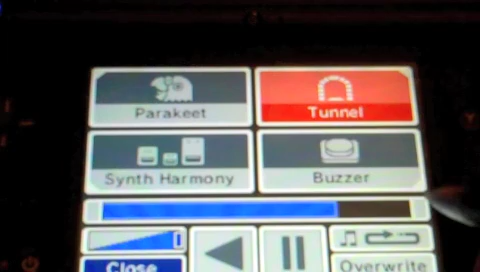 Parakeet
Tunnel
Synth Harmony
Buzzer
Close
Overwrite